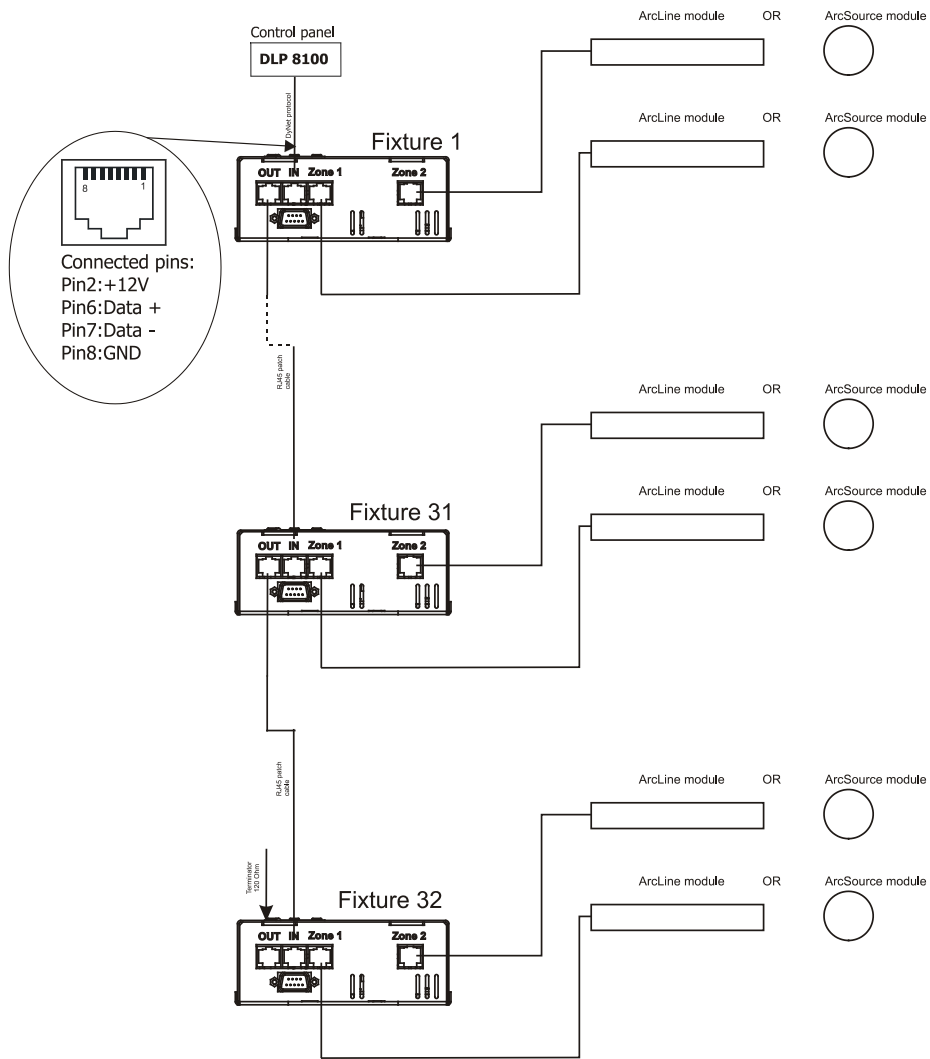 ArcLine module OR ArcSource module
Control panel
DLP 8100
DyNet protocol
ArcLine module OR ArcSource module
Fixture 1
OUT IN Zone 1 Zone 2
8 1
Connected pins:
Pin2:+12V
Pin6:Data +
Pin7:Data -
Pin8:GND
RJ45 patch
cable
ArcLine module OR ArcSource module
ArcLine module OR ArcSource module
Fixture 31
OUT IN Zone 1 Zone 2
RJ45 patch
cable
ArcLine module OR ArcSource module
Terminator
120 Ohm
ArcLine module OR ArcSource module
Fixture 32
OUT IN Zone 1 Zone 2